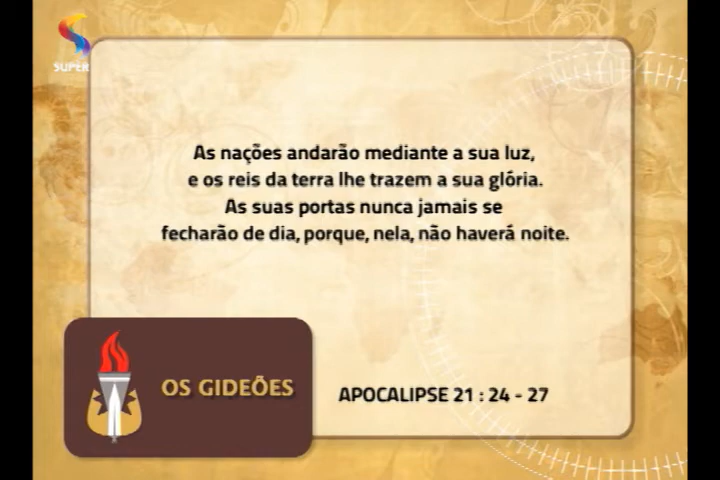 SUPER
As nações andarão mediante a sua luz,
e os reis da terra lhe trazem a sua glória.
As suas portas nunca jamais se
fecharão de dia, porque, nela, não haverá noite.
OS GIDEÕES
APOCALIPSE 21 : 24 - 27